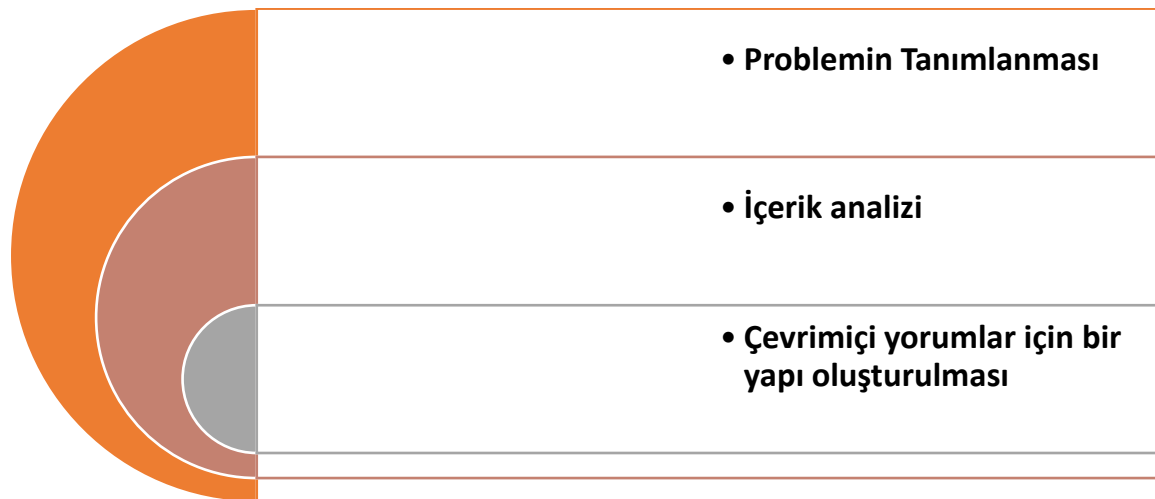 • Problemin Tanımlanması
• İçerik analizi
• Çevrimiçi yorumlar için bir
yapı oluşturulması